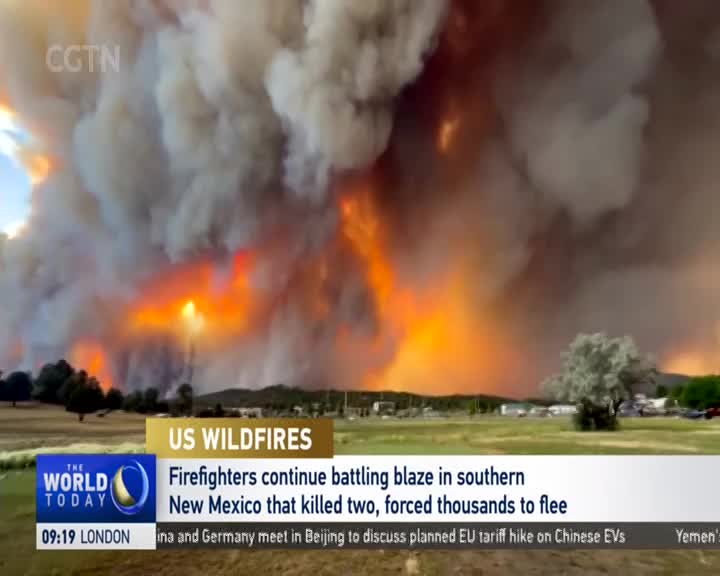 CGTN
US WILDFIRES
THE
WORLD
TODAY
Firefighters continue battling blaze in southern
New Mexico that killed two, forced thousands to flee
09:19 LONDON
and Germany meet in Beijing to discuss planned EU tariff hike on Chinese EVs
Yemen's